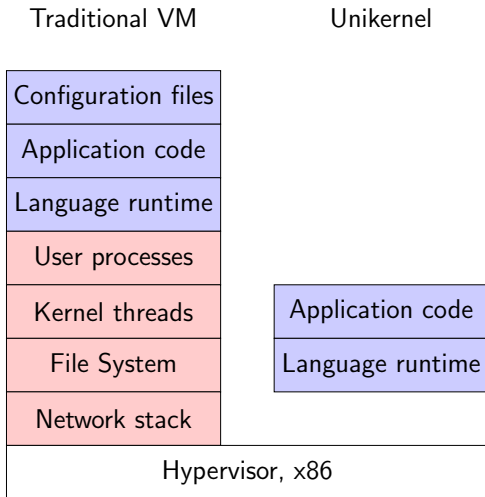 Traditional VM
Unikernel
Configuration files
Application code
Language runtime
User processes
Kernel threads
File System
Network stack
Application code
Language runtime
Hypervisor, x86